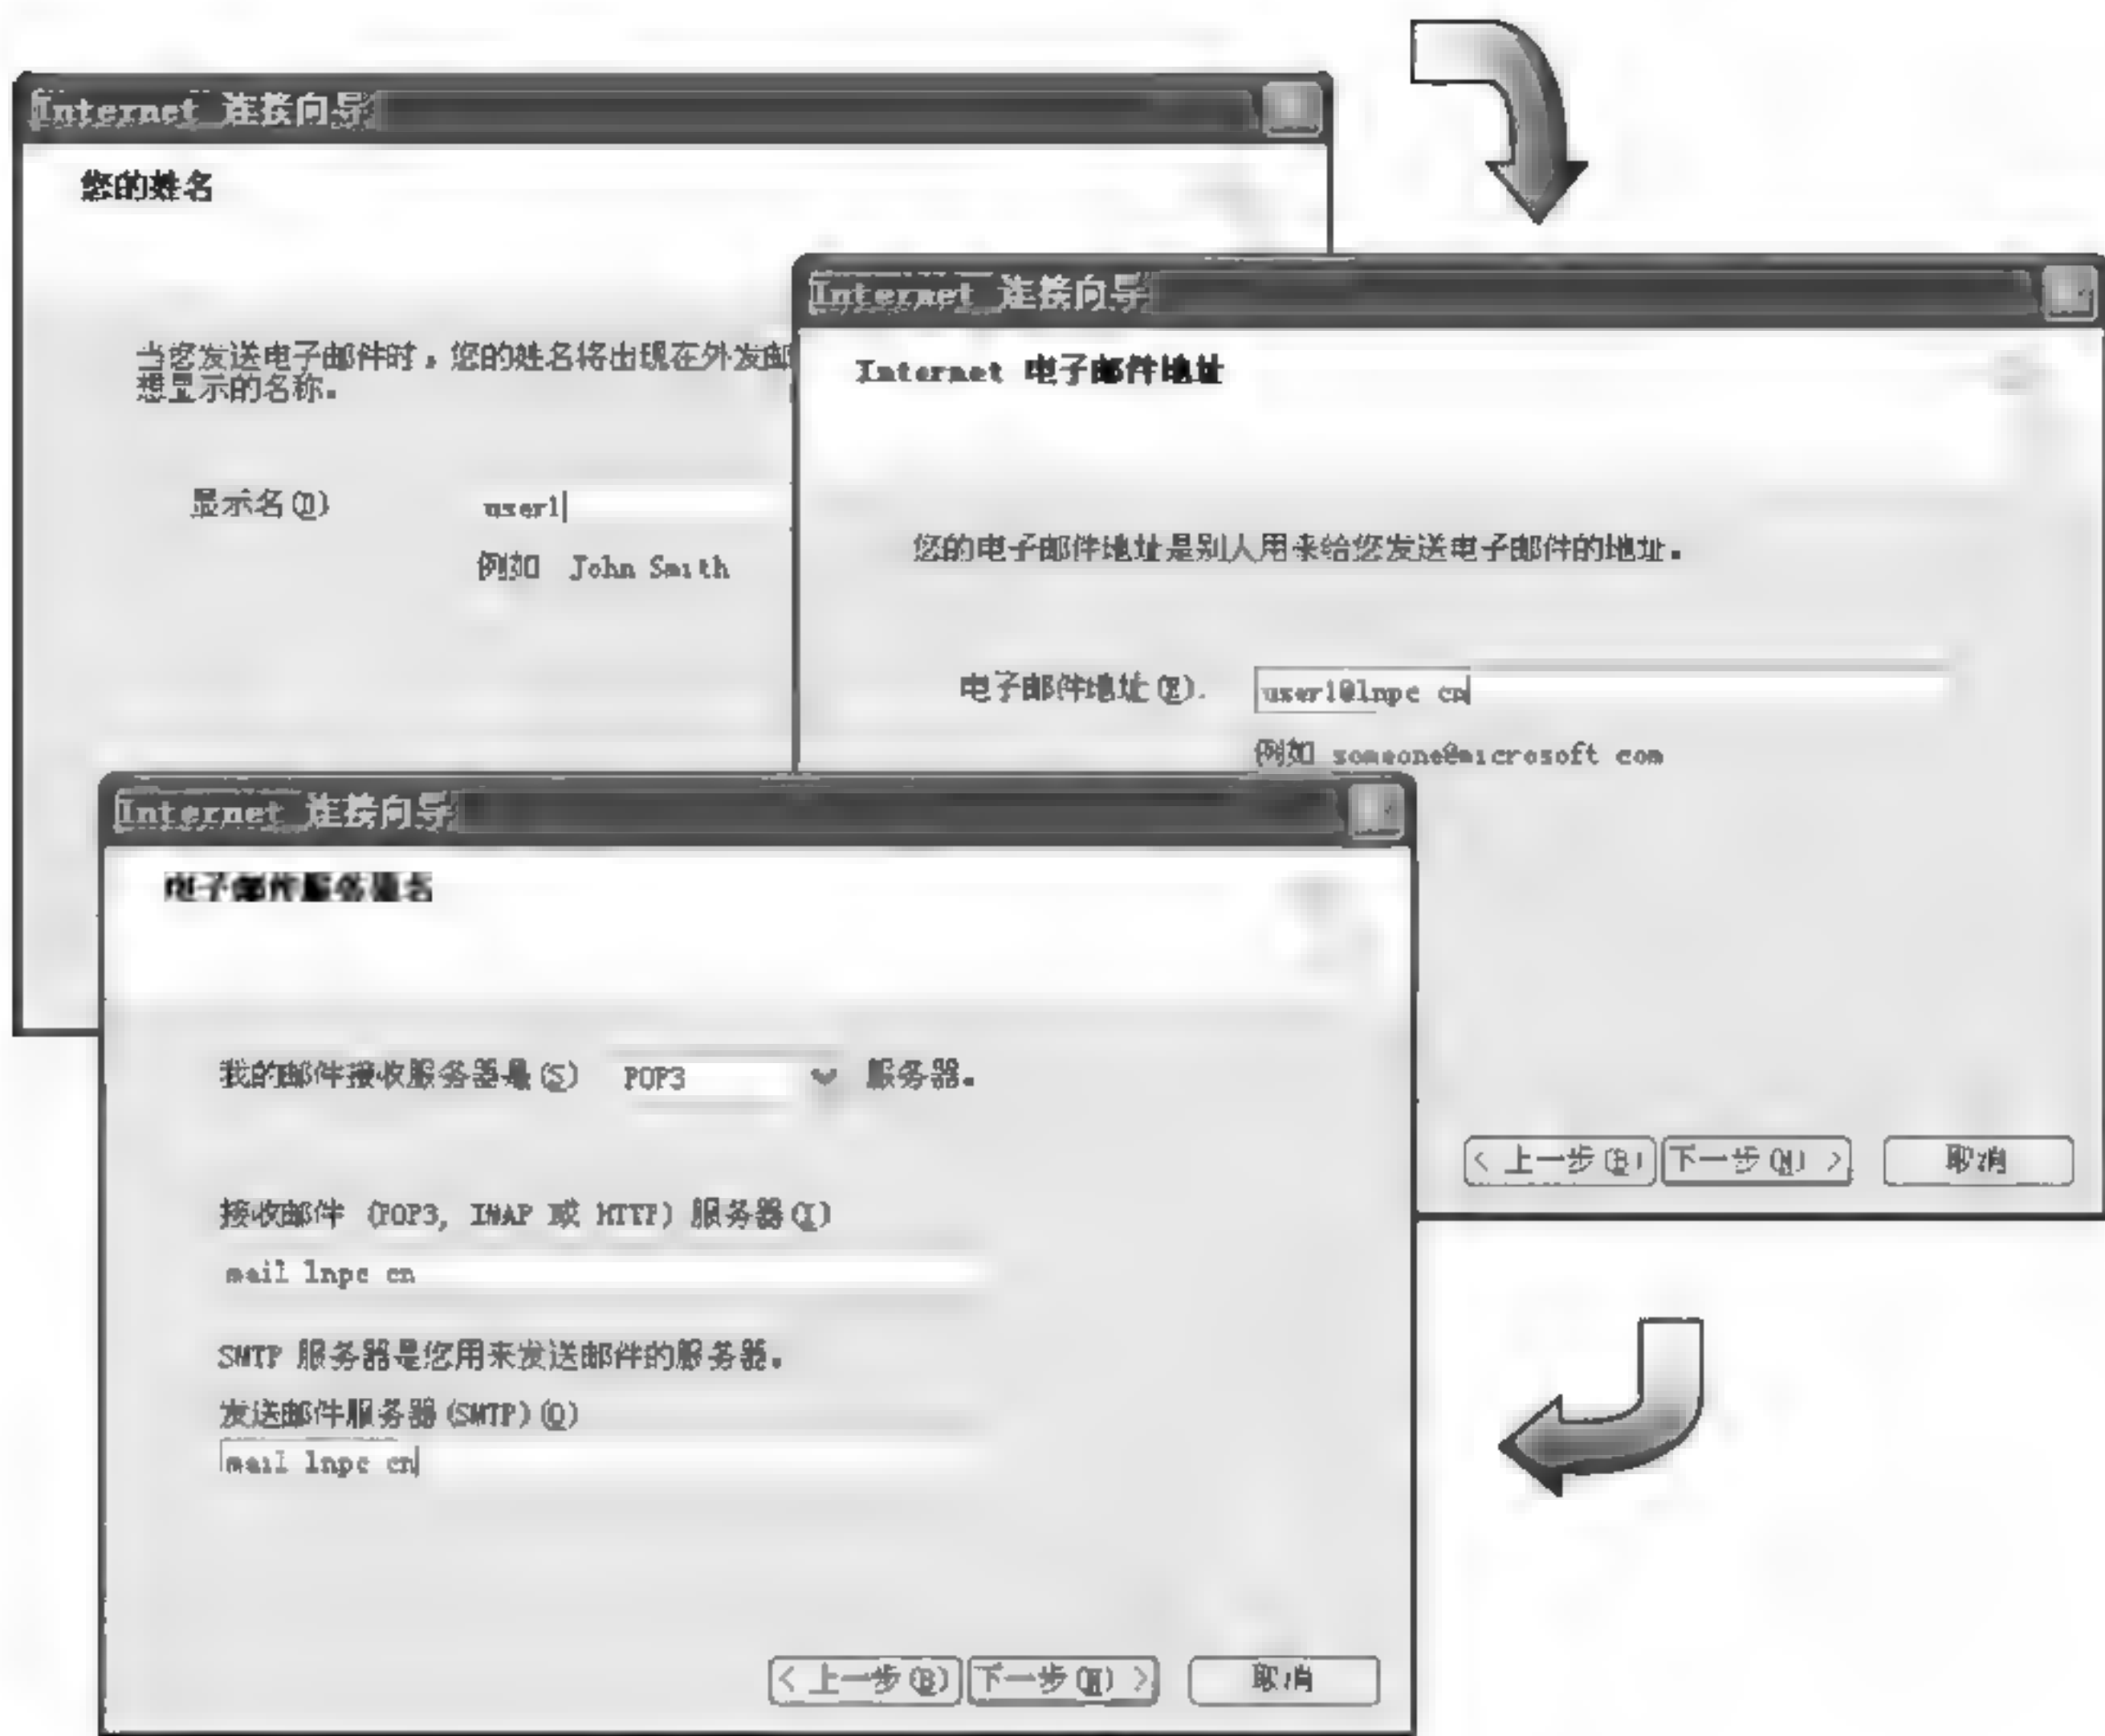 Internet 连接向导
您的姓名
当您发送电子邮件时，您的姓名将出现在外发邮
想显示的名称。
显示名(D)
user1
例如 John Smith
Internet 连接向导
Internet 电子邮件地址
您的电子邮件地址是别人用来给您发送电子邮件的地址。
电子邮件地址(E).
user1@lnpc cn
例如 someone@microsoft com
< 上一步(B) 下一步(N) > 取消
Internet 连接向导
电子邮件服务器名
我的邮件接收服务器是(S) POP3 服务器。
接收邮件 (POP3, IMAP 或 HTTP) 服务器(I)
mail lnpc cn
SMTP 服务器是您用来发送邮件的服务器。
发送邮件服务器(SMTP)(O)
mail lnpc cn
< 上一步(B) 下一步(N) > 取消